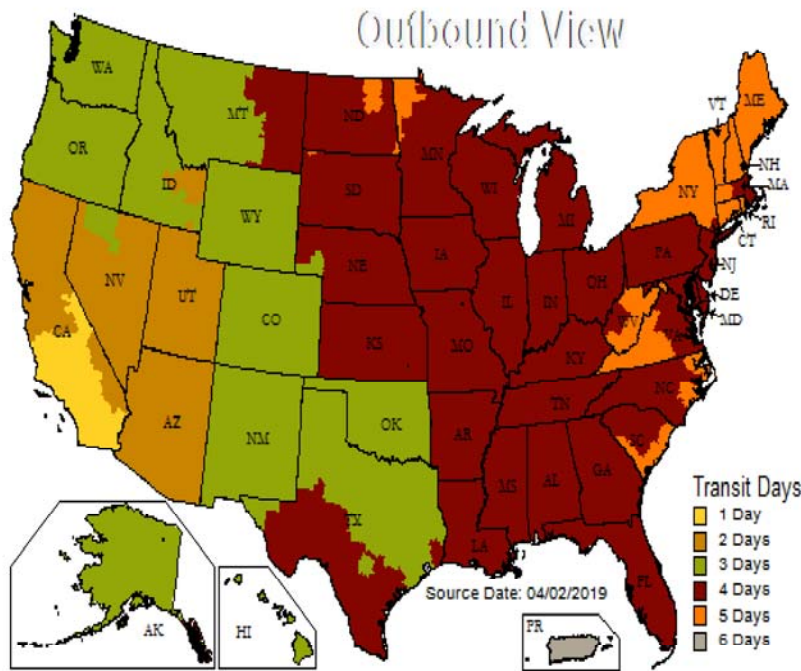 Outbound View
WA
OR
CA
NV
ID
MT
WY
UT
AZ
CO
NM
ND
SD
NE
KS
OK
TX
MN
IA
MO
AR
LA
WI
IL
IN
MI
OH
KY
TN
MS
AL
GA
FL
SC
NC
VA
WV
PA
NY
VT
ME
NH
MA
RI
CT
NJ
DE
MD
AK
HI
PR
Source Date: 04/02/2019
Transit Days
1 Day
2 Days
3 Days
4 Days
5 Days
6 Days